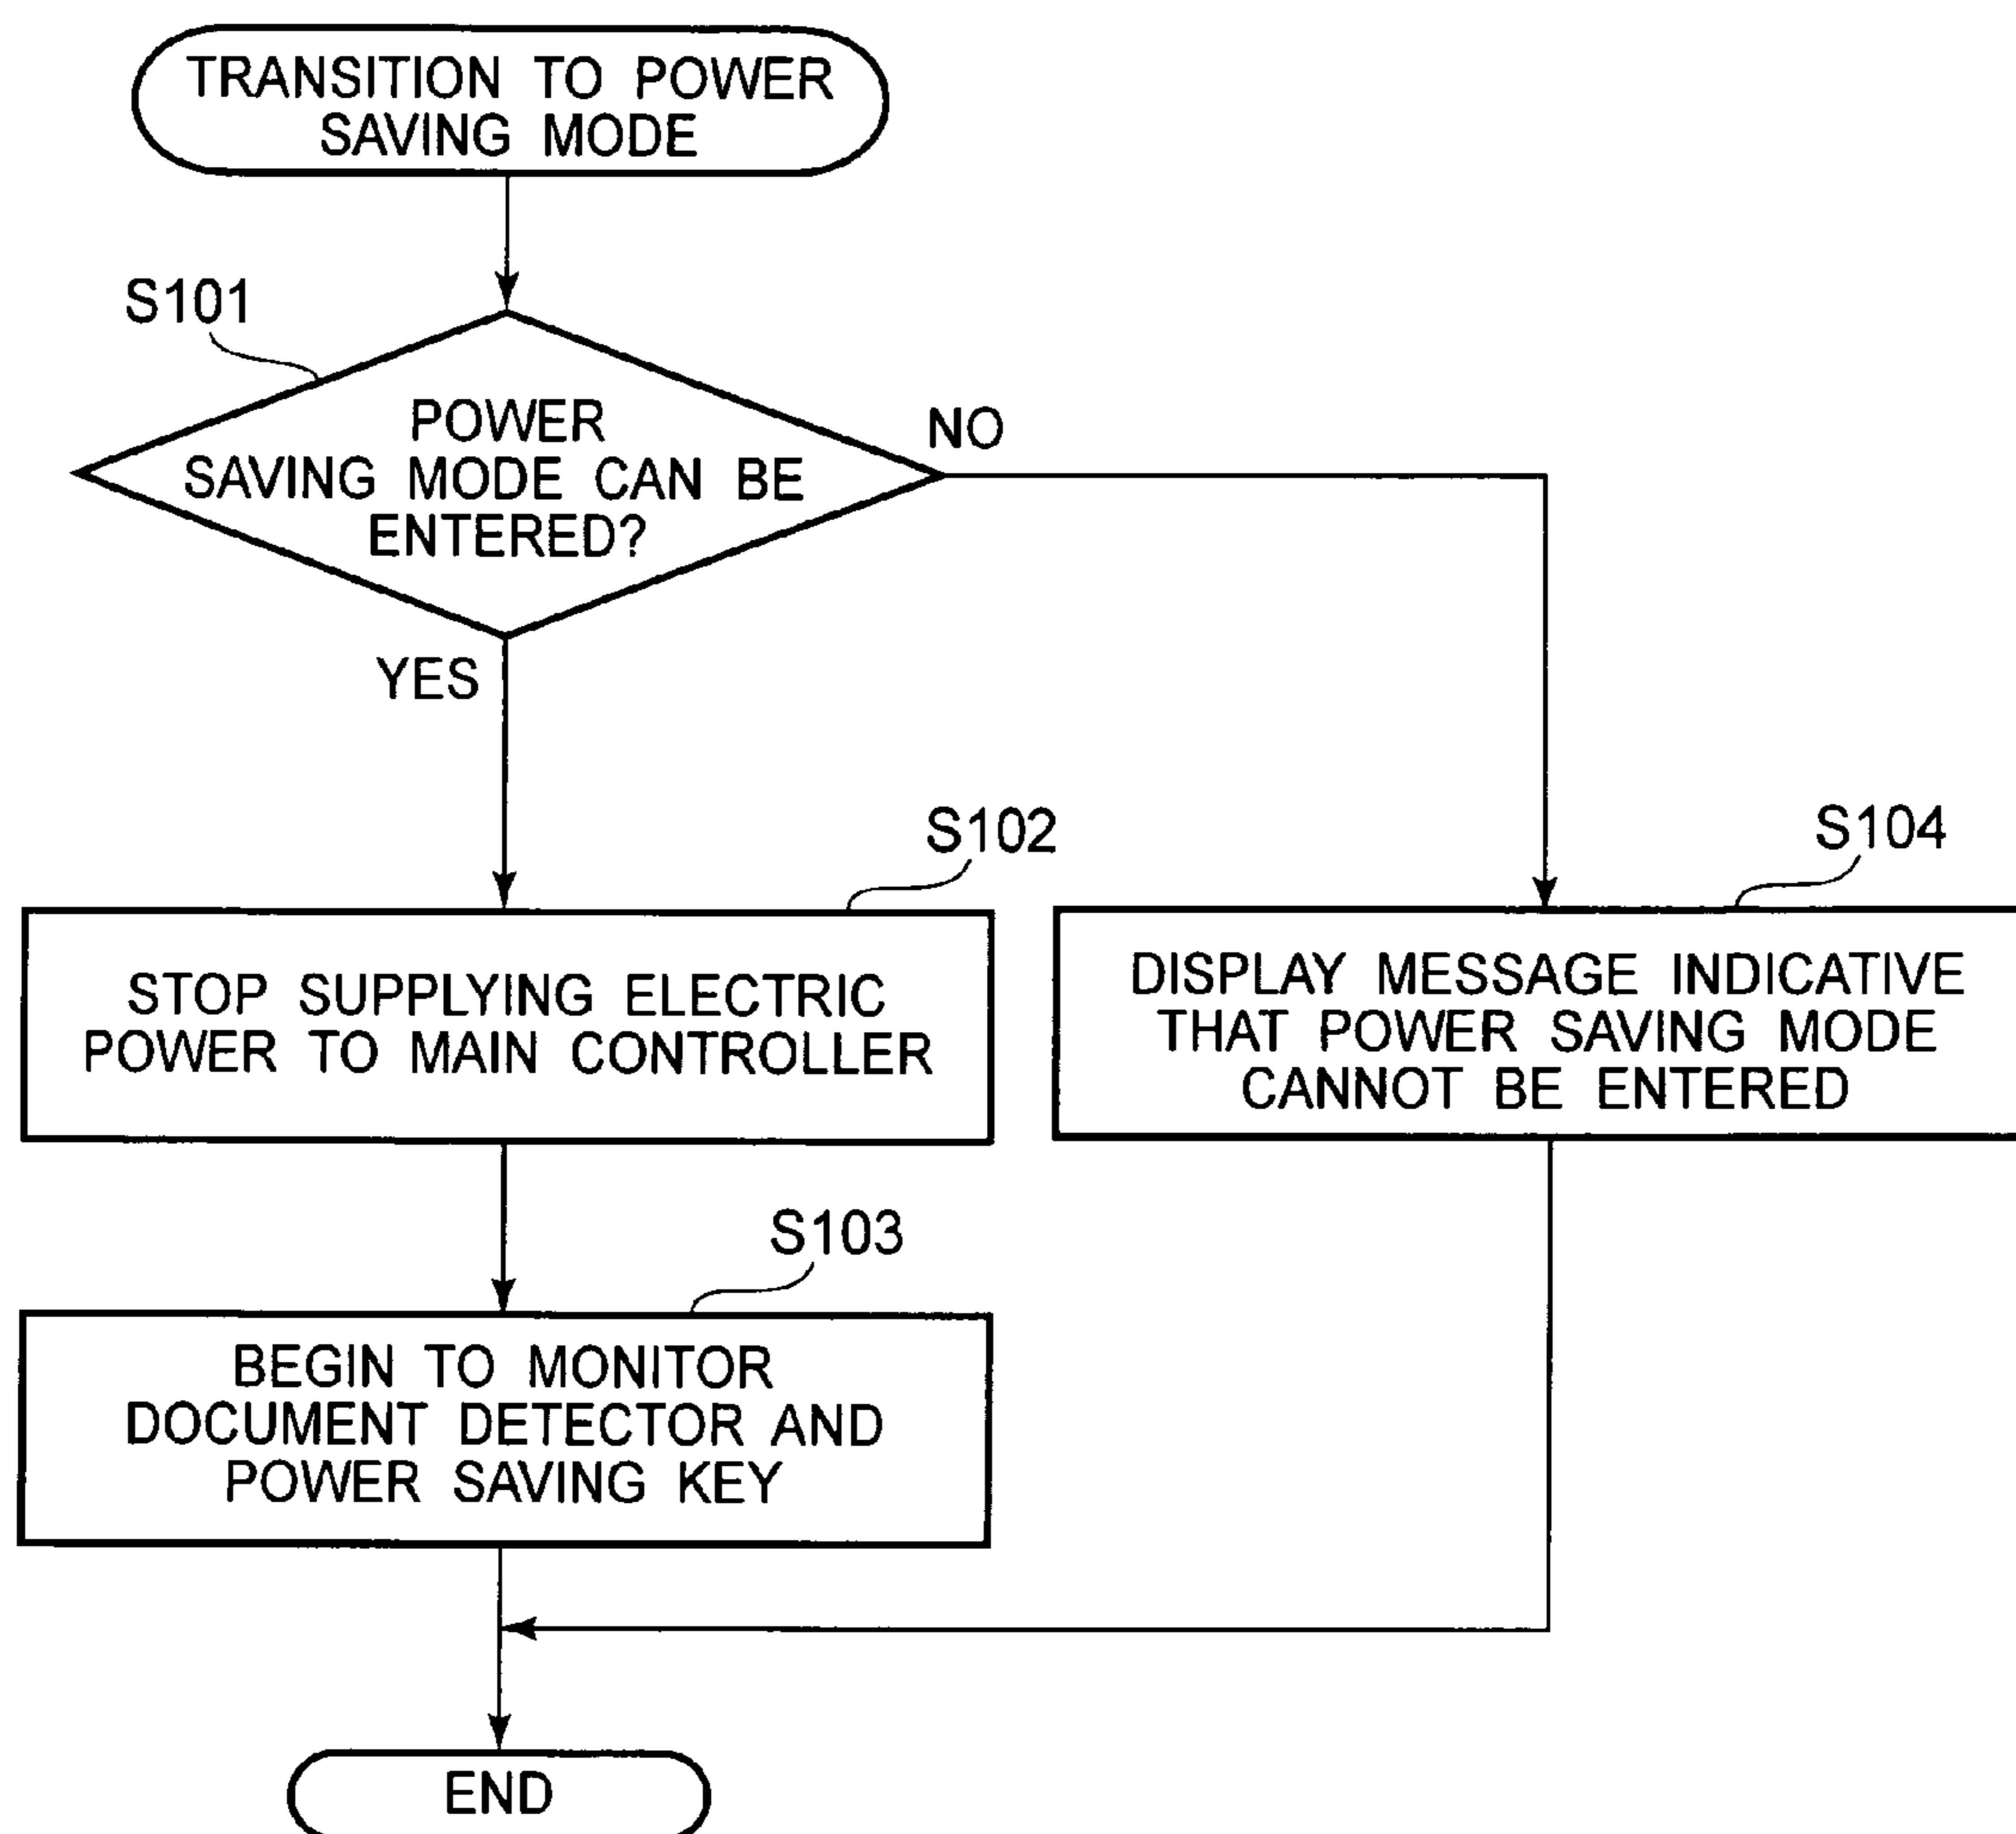 TRANSITION TO POWER
SAVING MODE
S101
POWER
SAVING MODE CAN BE
ENTERED?
NO
YES
S102
STOP SUPPLYING ELECTRIC
POWER TO MAIN CONTROLLER
S104
DISPLAY MESSAGE INDICATIVE
THAT POWER SAVING MODE
CANNOT BE ENTERED
S103
BEGIN TO MONITOR
DOCUMENT DETECTOR AND
POWER SAVING KEY
END